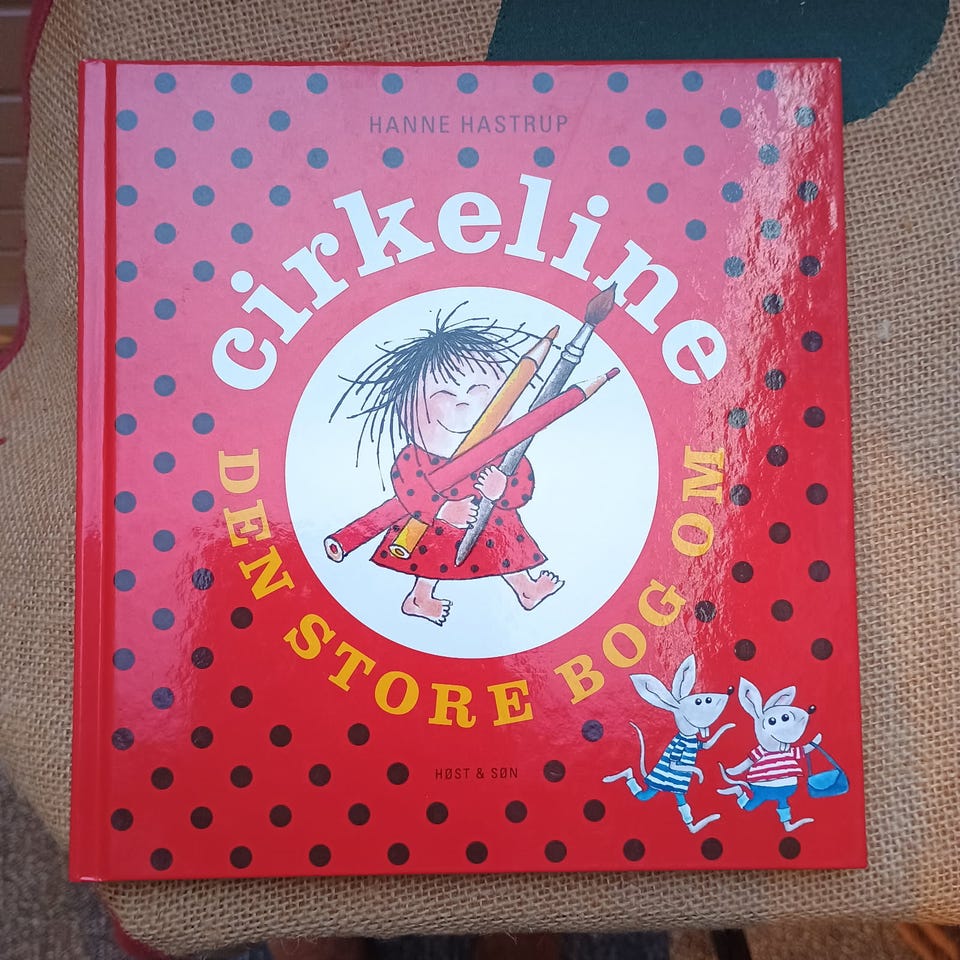 HANNE HASTRUP
cirkeline
DEN STORE BOG OM
HØST & SØN